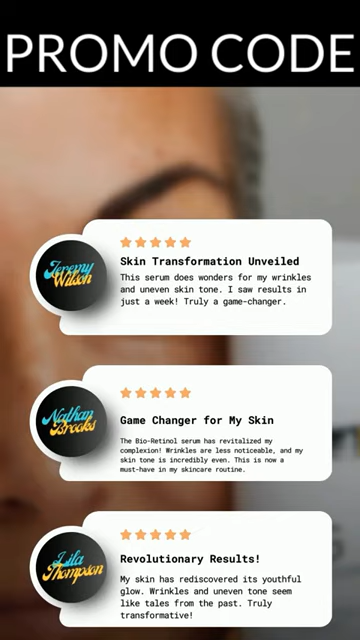 PROMO CODE
Jeremy
Wilson
Skin Transformation Unveiled
This serum does wonders for my wrinkles
and uneven skin tone. I saw results in
just a week! Truly a game-changer.
Nathan
Brooks
Game Changer for My Skin
The Bio-Retinol serum has revitalized my
complexion! Wrinkles are less noticeable, and my
skin tone is incredibly even. This is now a
must-have in my skincare routine.
Lila
Thompson
Revolutionary Results!
My skin has rediscovered its youthful
glow. Wrinkles and uneven tone seem
like tales from the past. Truly
transformative!